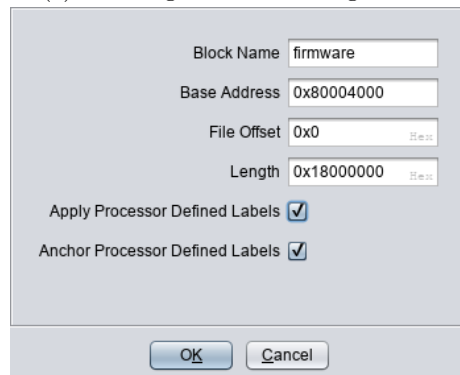 Block Name firmware
Base Address 0x80004000
File Offset 0x0 Hex
Length 0x18000000 Hex
Apply Processor Defined Labels
Anchor Processor Defined Labels
OK Cancel